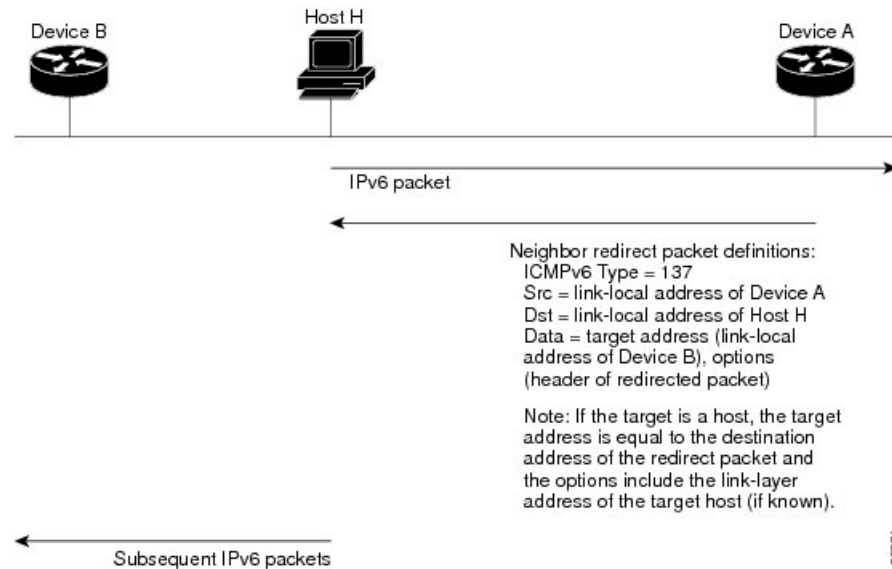 Host H
Device B
Device A
IPv6 packet
Neighbor redirect packet definitions:
ICMPv6 Type = 137
Src = link-local address of Device A
Dst = link-local address of Host H
Data = target address (link-local
address of Device B), options
(header of redirected packet)
Note: If the target is a host, the target
address is equal to the destination
address of the redirect packet and
the options include the link-layer
address of the target host (if known).
Subsequent IPv6 packets